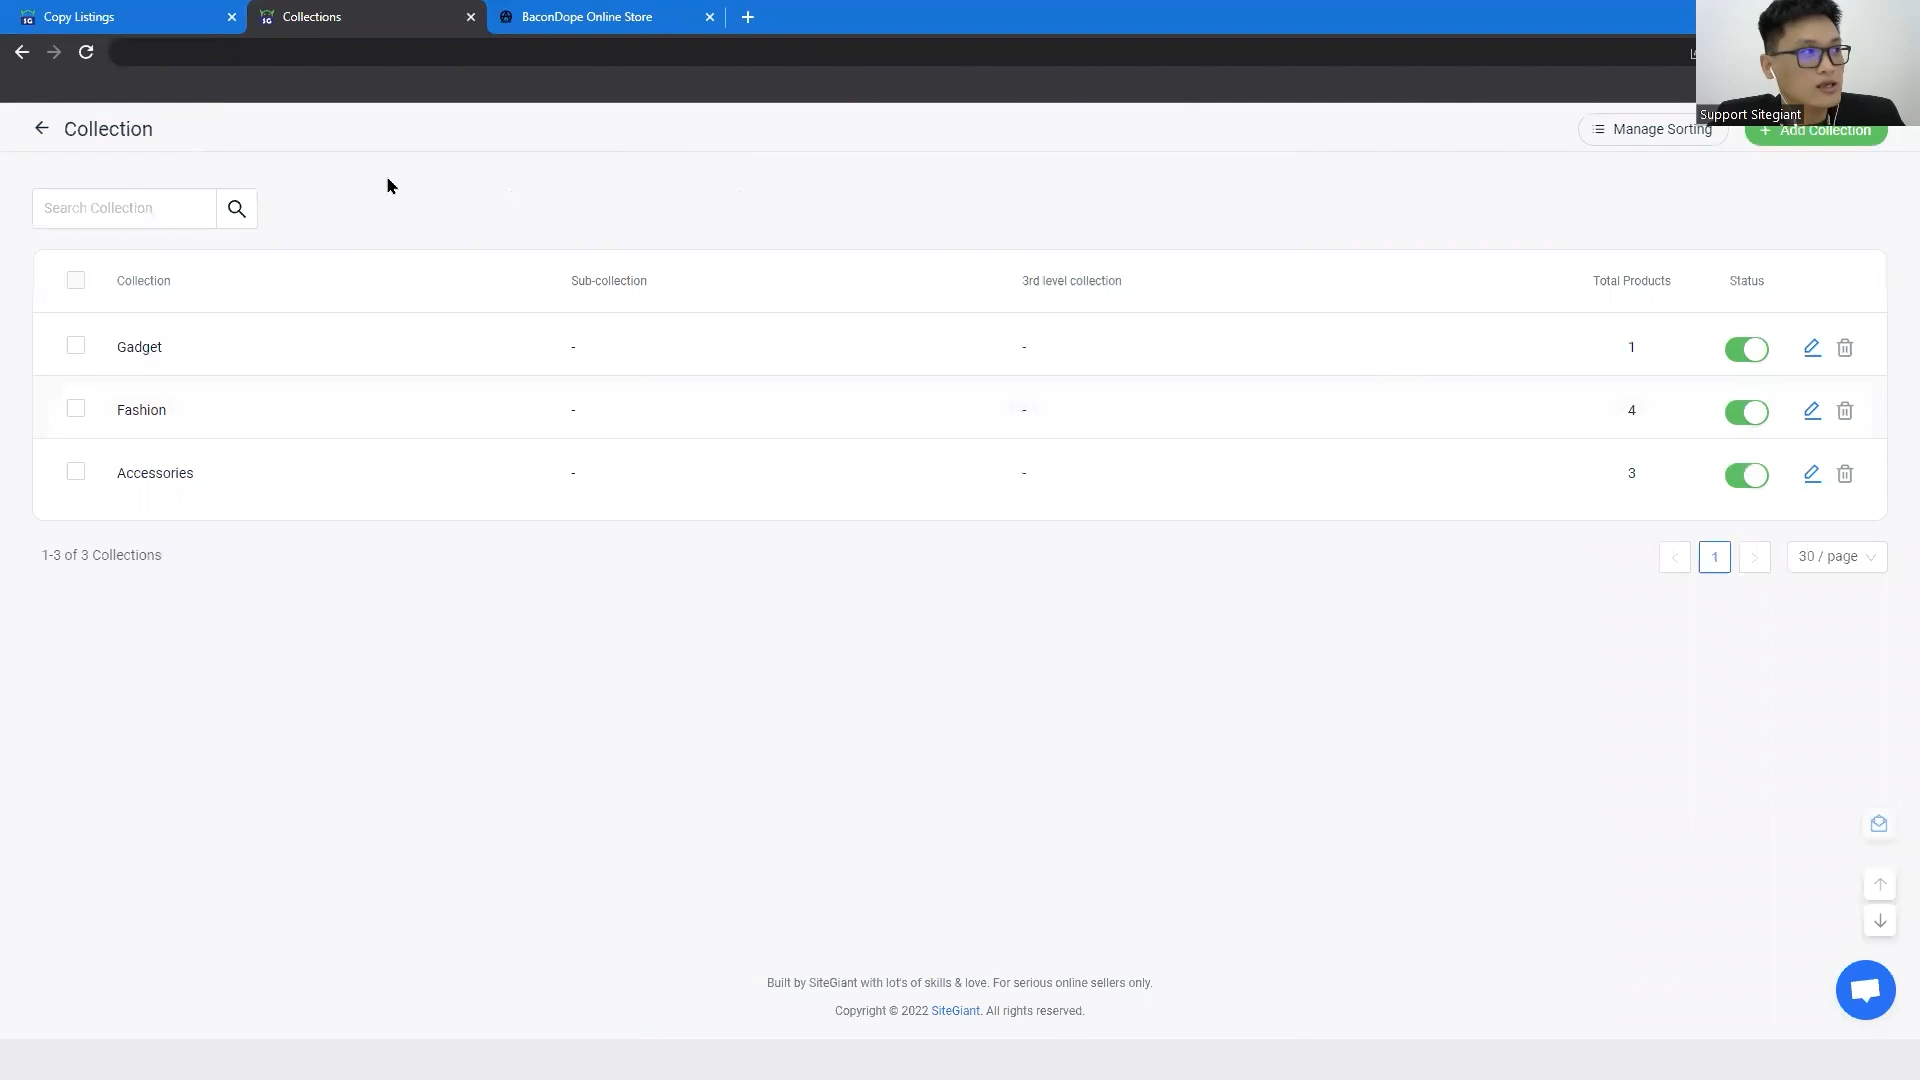 Copy Listings
Collections
BaconDope Online Store
Support Sitegiant
Collection
Manage Sorting
+ Add Collection
Search Collection
Collection Sub-collection 3rd level collection Total Products Status
Gadget - - 1
Fashion - - 4
Accessories - - 3
1-3 of 3 Collections
< 1 > 30 / page
Built by SiteGiant with lot's of skills & love. For serious online sellers only.
Copyright © 2022 SiteGiant. All rights reserved.